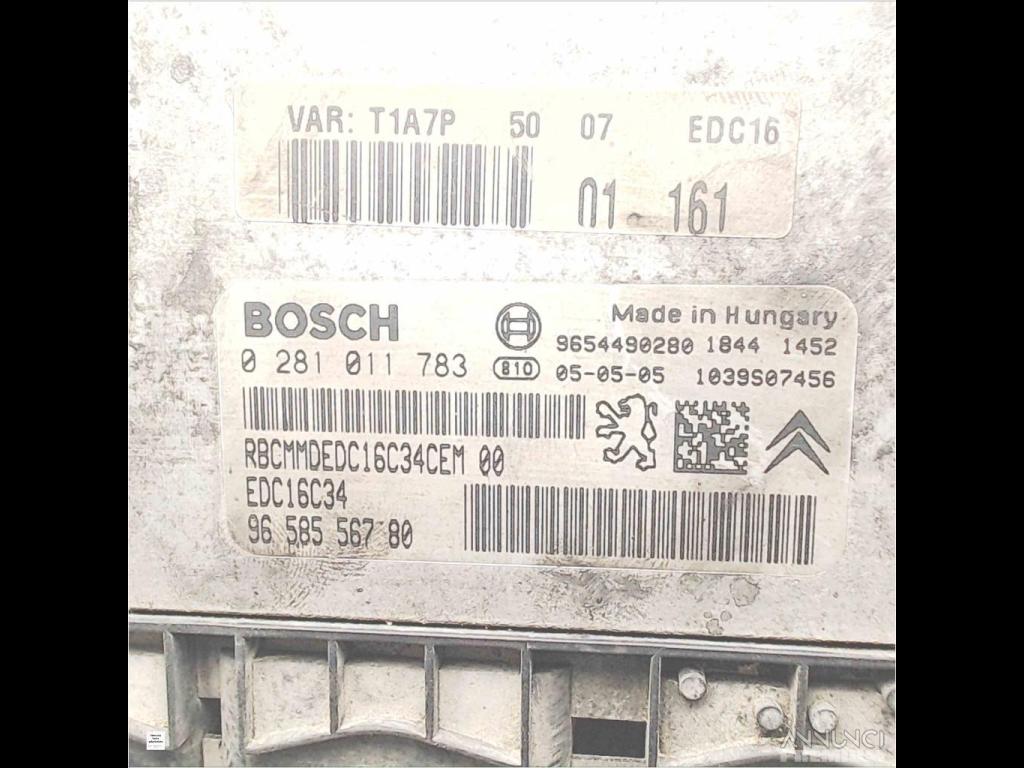 VAR: T1A7P 50 07 EDC16
01 161
BOSCH
Made in Hungary
9654490280 1844 1452
0 281 011 783
810
05-05-05 1039S07456
RBCMMDEDC16C34CEM 00
EDC16C34
96 585 567 80
ANNUNCI